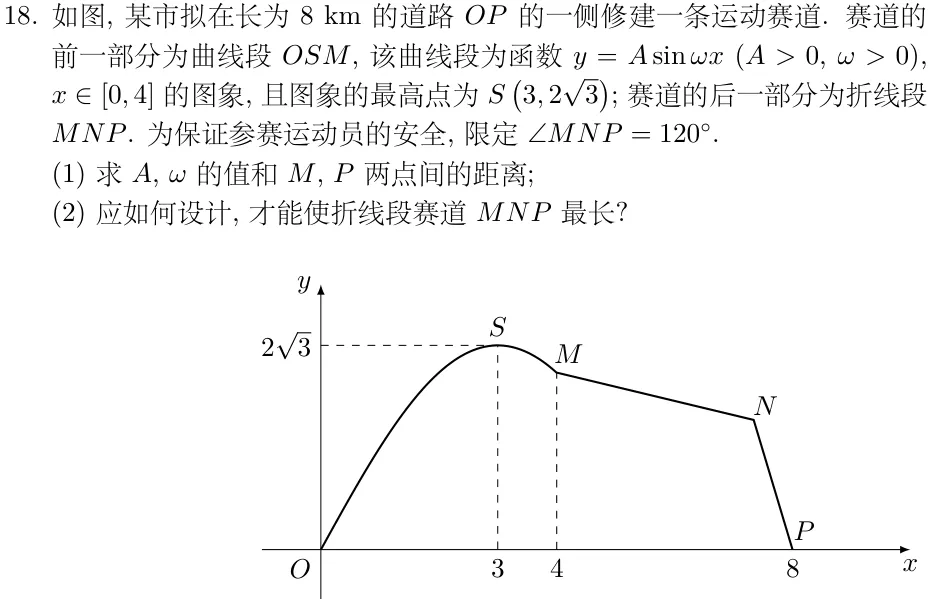 18. 如图, 某市拟在长为 8 km 的道路 OP 的一侧修建一条运动赛道. 赛道的
前一部分为曲线段 OSM, 该曲线段为函数 y = A sin ωx (A > 0, ω > 0),
x ∈ [0, 4] 的图象, 且图象的最高点为 S (3, 2√3); 赛道的后一部分为折线段
MNP. 为保证参赛运动员的安全, 限定 ∠MNP = 120°.
(1) 求 A, ω 的值和 M, P 两点间的距离;
(2) 应如何设计, 才能使折线段赛道 MNP 最长?
y
S
2√3
M
N
P
O
3
4
8
x